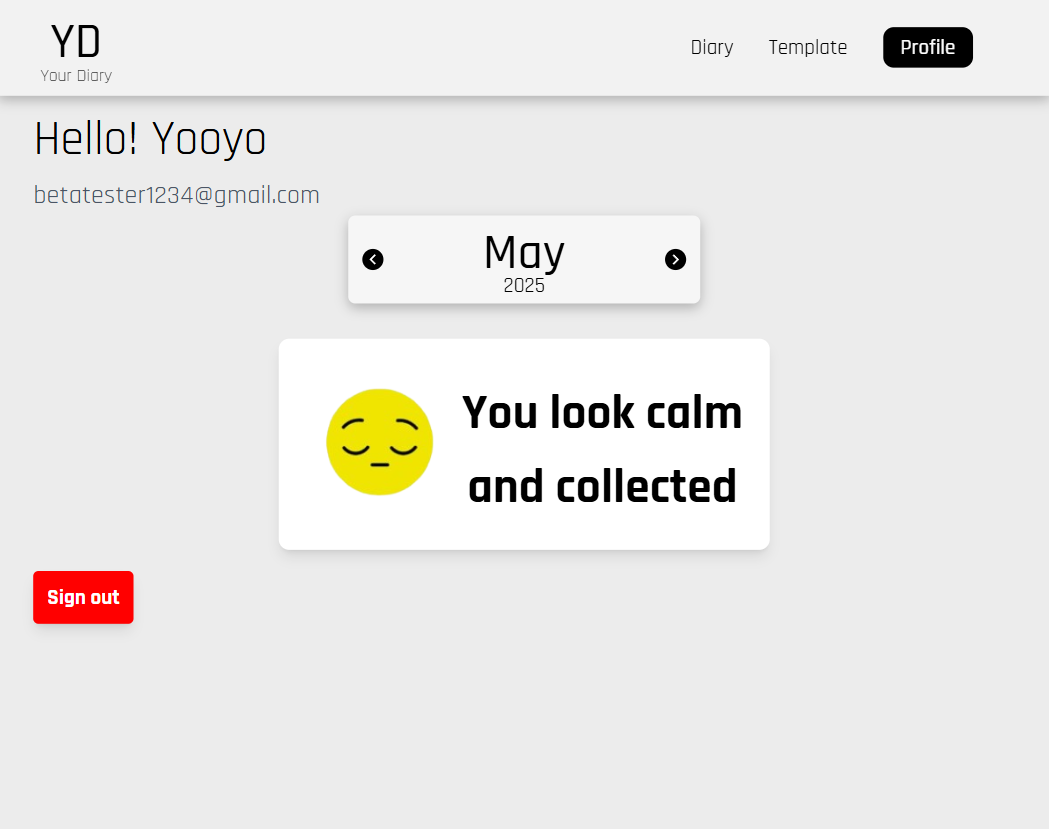 YD
Your Diary
Diary Template Profile
Hello! Yooyo
betatester1234@gmail.com
May
2025
You look calm
and collected
Sign out